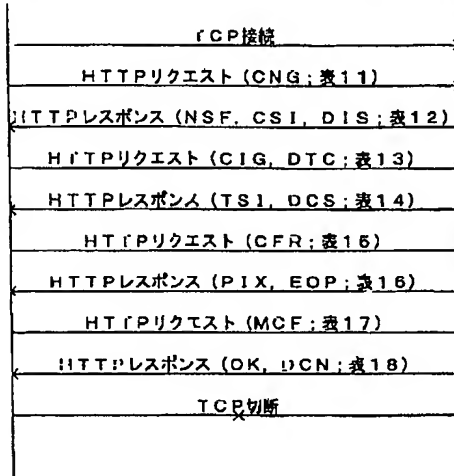 TCP接続
HTTPリクエスト(CNG;表11)
HTTPレスポンス(NSF, CSI, DIS;表12)
HTTPリクエスト(CIG, DTC;表13)
HTTPレスポンス(TSI, DCS;表14)
HTTPリクエスト(CFR;表15)
HTTPレスポンス(PIX, EOP;表16)
HTTPリクエスト(MCF;表17)
HTTPレスポンス(OK, DCN;表18)
TCP切断